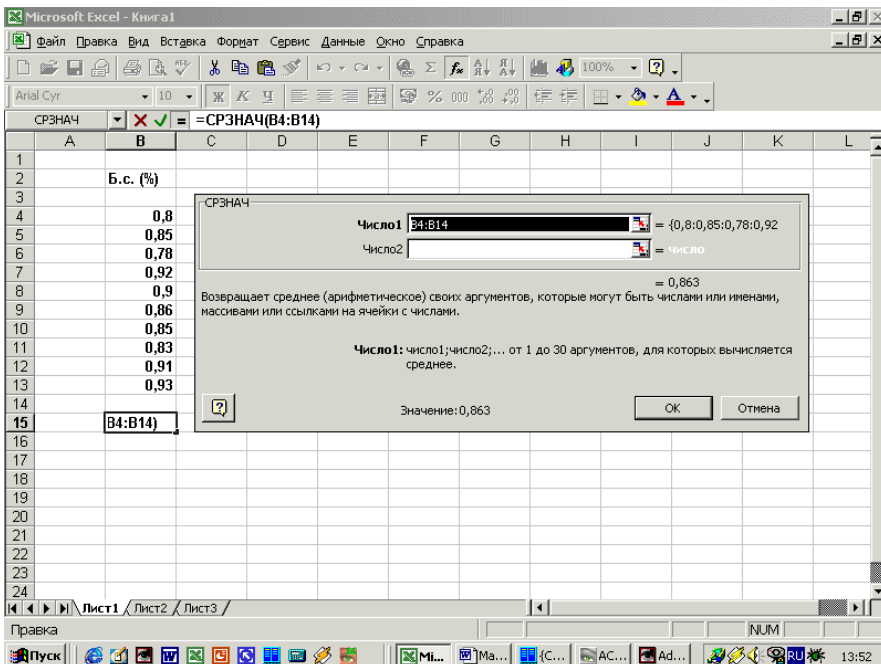 Microsoft Excel - Книга1
Файл Правка Вид Вставка Формат Сервис Данные Окно Справка
100%
Arial Cyr 10 Ж К Ч % 000
СРЗНАЧ =СРЗНАЧ(B4:B14)
A B C D E F G H I J K L
1
2 Б.с. (%)
3
СРЗНАЧ
4 0,8
Число1 B4:B14 = {0,8:0,85:0,78:0,92
5 0,85
Число2 = число
6 0,78
7 0,92
= 0,863
8 0,9
Возвращает среднее (арифметическое) своих аргументов, которые могут быть числами или именами,
9 0,86
массивами или ссылками на ячейки с числами.
10 0,85
11 0,83
Число1: число1;число2;... от 1 до 30 аргументов, для которых вычисляется
12 0,91
среднее.
13 0,93
14
Значение:0,863 OK Отмена
15 B4:B14)
16
17
18
19
20
21
22
23
24
Лист1 Лист2 Лист3
Правка NUM
Пуск Mi... Ma... {C... AC... Ad... RU 13:52